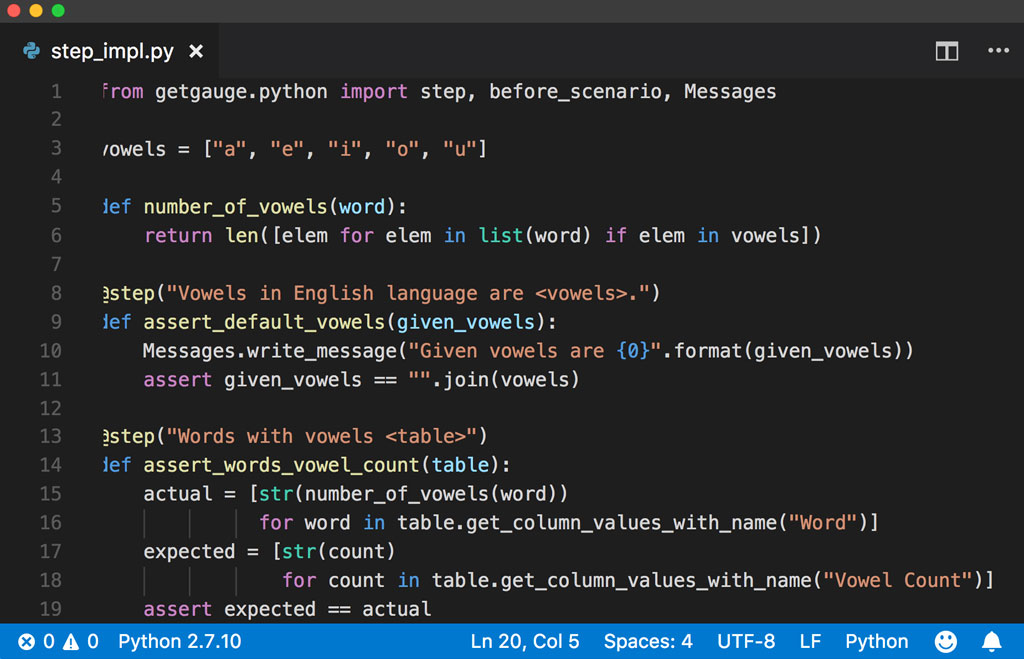 step_impl.py ×
1 from getgauge.python import step, before_scenario, Messages
2
3 vowels = ["a", "e", "i", "o", "u"]
4
5 def number_of_vowels(word):
6     return len([elem for elem in list(word) if elem in vowels])
7
8 @step("Vowels in English language are <vowels>.")
9 def assert_default_vowels(given_vowels):
10     Messages.write_message("Given vowels are {0}".format(given_vowels))
11     assert given_vowels == "".join(vowels)
12
13 @step("Words with vowels <table>")
14 def assert_words_vowel_count(table):
15     actual = [str(number_of_vowels(word))
16               for word in table.get_column_values_with_name("Word")]
17     expected = [str(count)
18                 for count in table.get_column_values_with_name("Vowel Count")]
19     assert expected == actual
0 0 Python 2.7.10 Ln 20, Col 5 Spaces: 4 UTF-8 LF Python